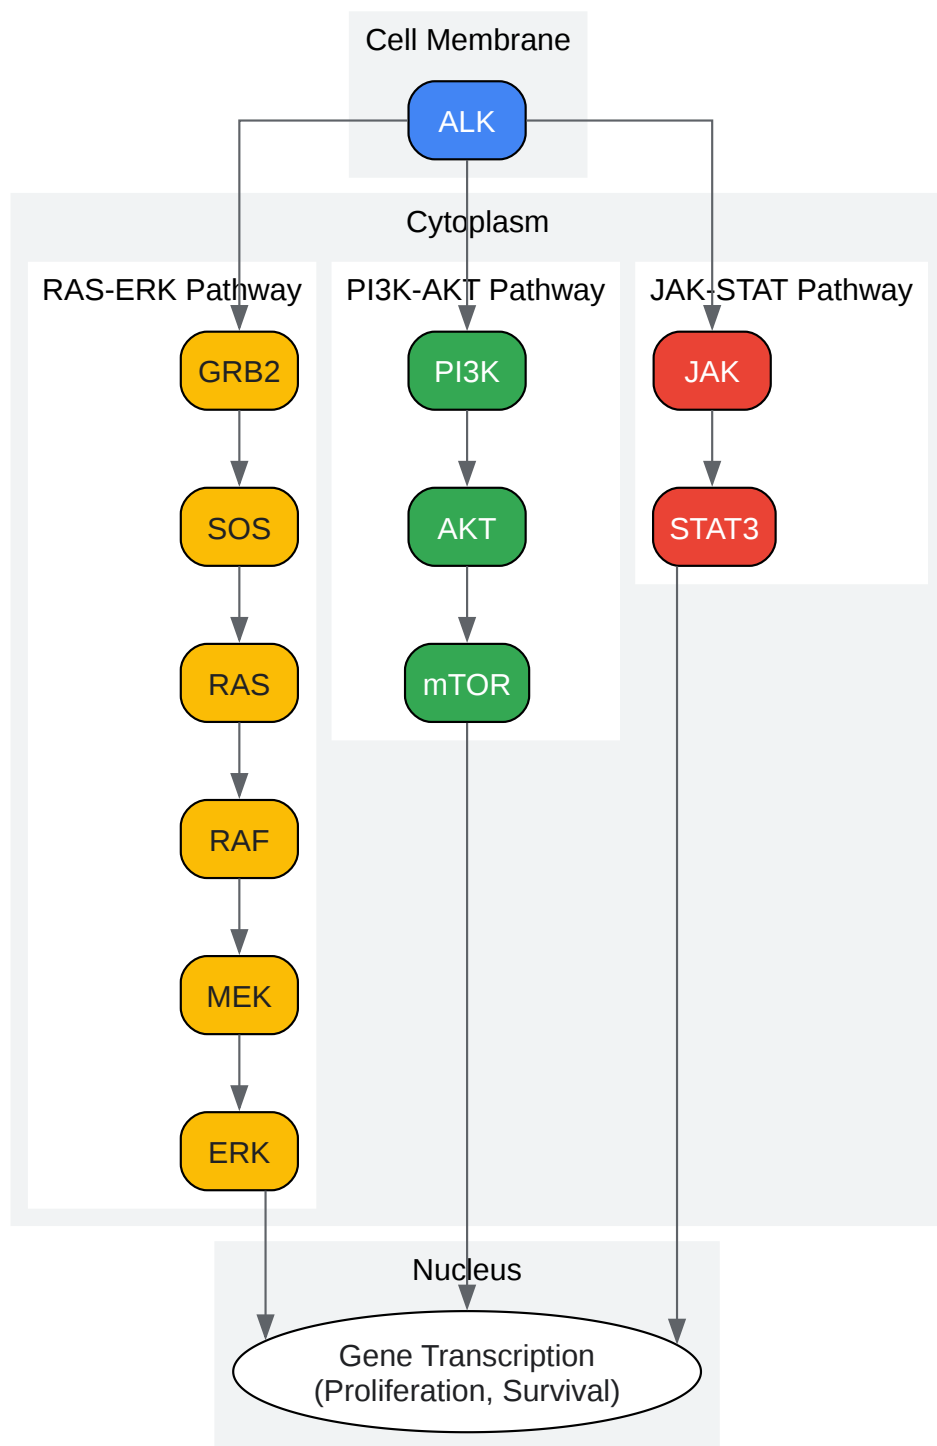 Cell Membrane
ALK
Cytoplasm
RAS-ERK Pathway
PI3K-AKT Pathway
JAK-STAT Pathway
GRB2
PI3K
JAK
SOS
AKT
STAT3
RAS
mTOR
RAF
MEK
ERK
Nucleus
Gene Transcription
(Proliferation, Survival)